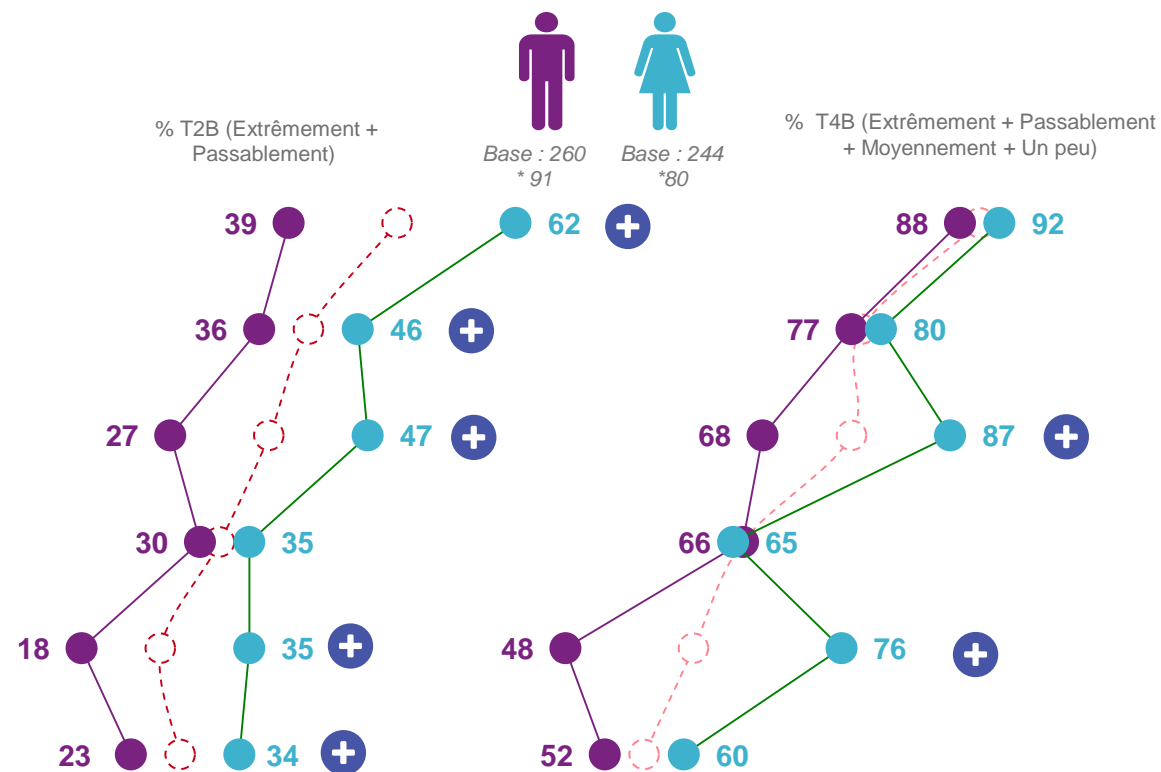 % T2B (Extrêmement +
Passablement)
Base : 260
* 91
Base : 244
*80
% T4B (Extrêmement + Passablement
+ Moyennement + Un peu)
39 62 88 92
36 46 77 80
27 47 68 87
30 35 66 65
18 35 48 76
23 34 52 60